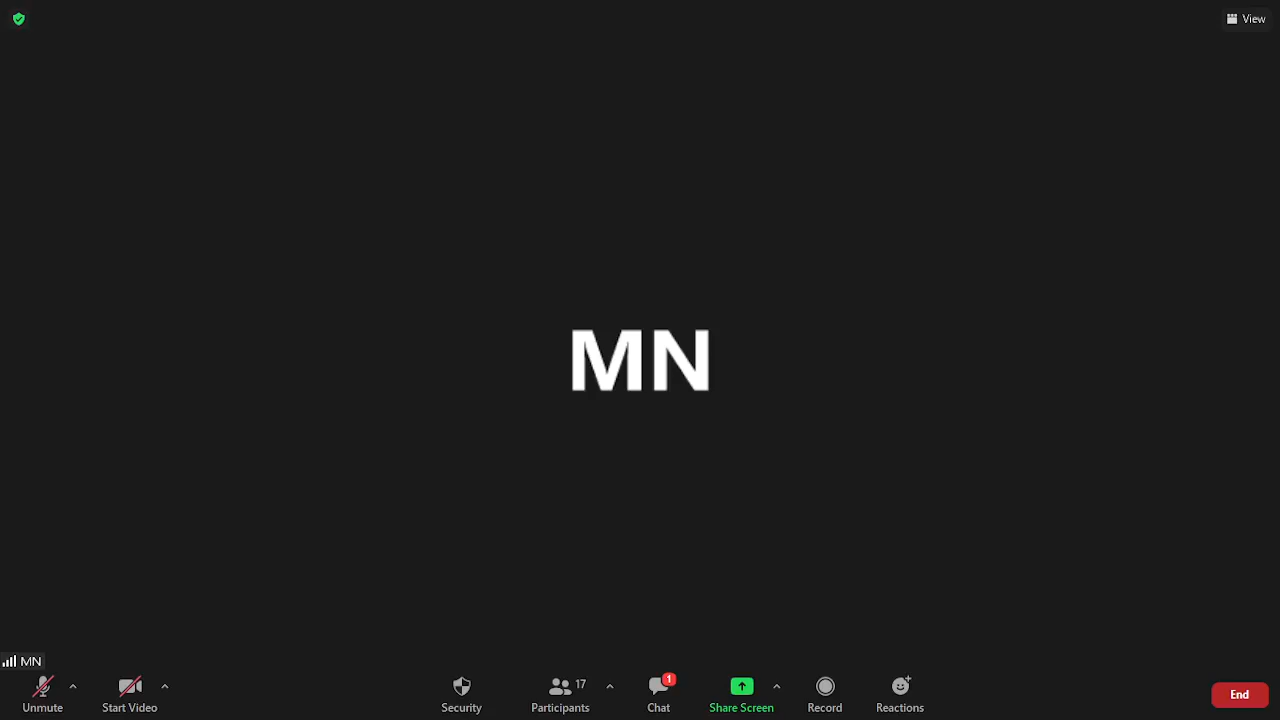 View
MN
MN
Unmute
Start Video
Security
17
Participants
1
Chat
Share Screen
Record
Reactions
End